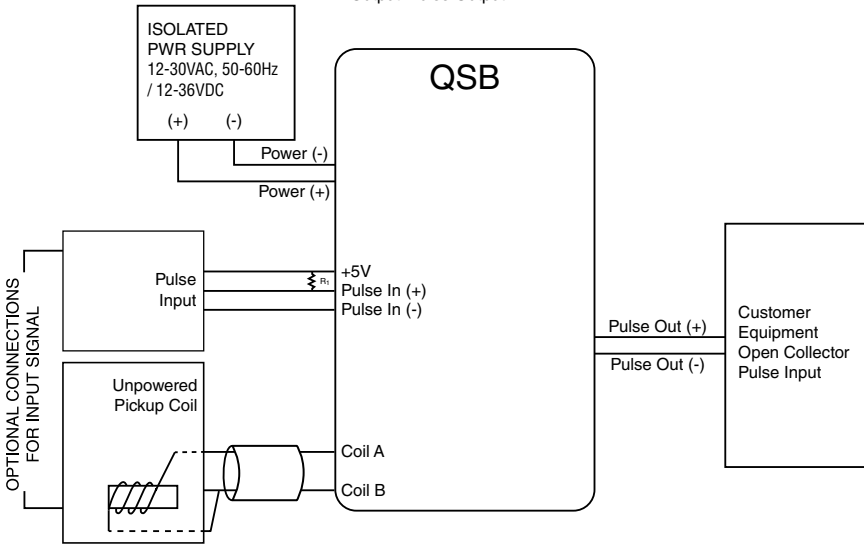 ISOLATED
PWR SUPPLY
12-30VAC, 50-60Hz
/ 12-36VDC
(+) (-)
Power (-)
Power (+)
QSB
OPTIONAL CONNECTIONS
FOR INPUT SIGNAL
Pulse
Input
R1
+5V
Pulse In (+)
Pulse In (-)
Unpowered
Pickup Coil
Coil A
Coil B
Pulse Out (+)
Pulse Out (-)
Customer
Equipment
Open Collector
Pulse Input